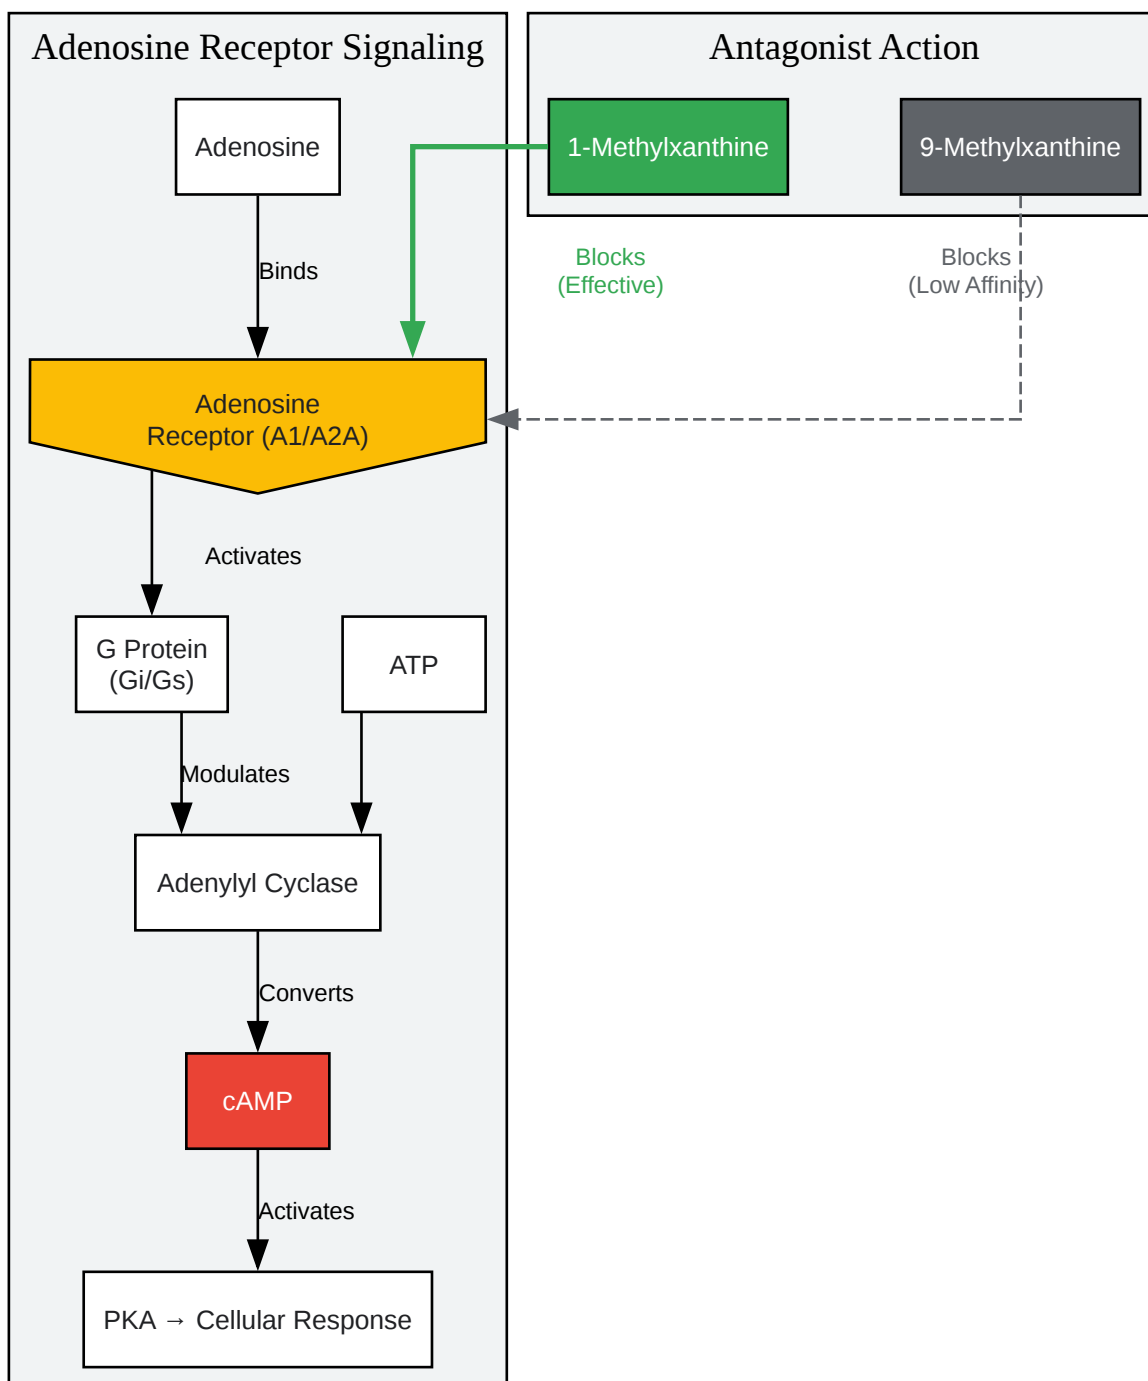 Adenosine Receptor Signaling
Antagonist Action
Adenosine
1-Methylxanthine
9-Methylxanthine
Binds
Blocks
(Effective)
Blocks
(Low Affinity)
Adenosine
Receptor (A1/A2A)
Activates
G Protein
(Gi/Gs)
ATP
Modulates
Adenylyl Cyclase
Converts
cAMP
Activates
PKA → Cellular Response